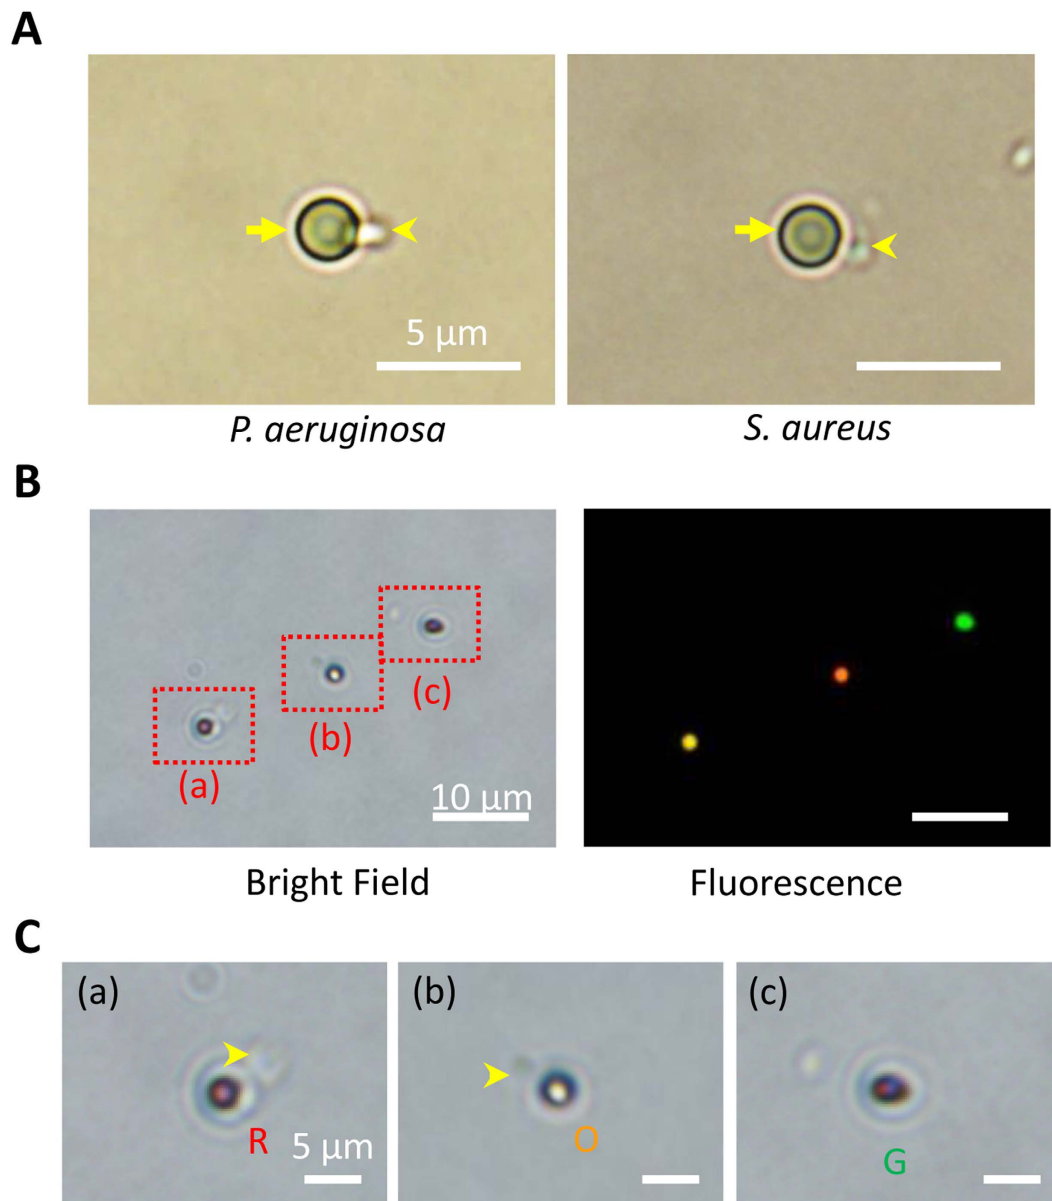 A
5 μm
P. aeruginosa
S. aureus
B
(a)
(b)
(c)
10 μm
Bright Field
Fluorescence
C
(a)
(b)
(c)
R
5 μm
O
G